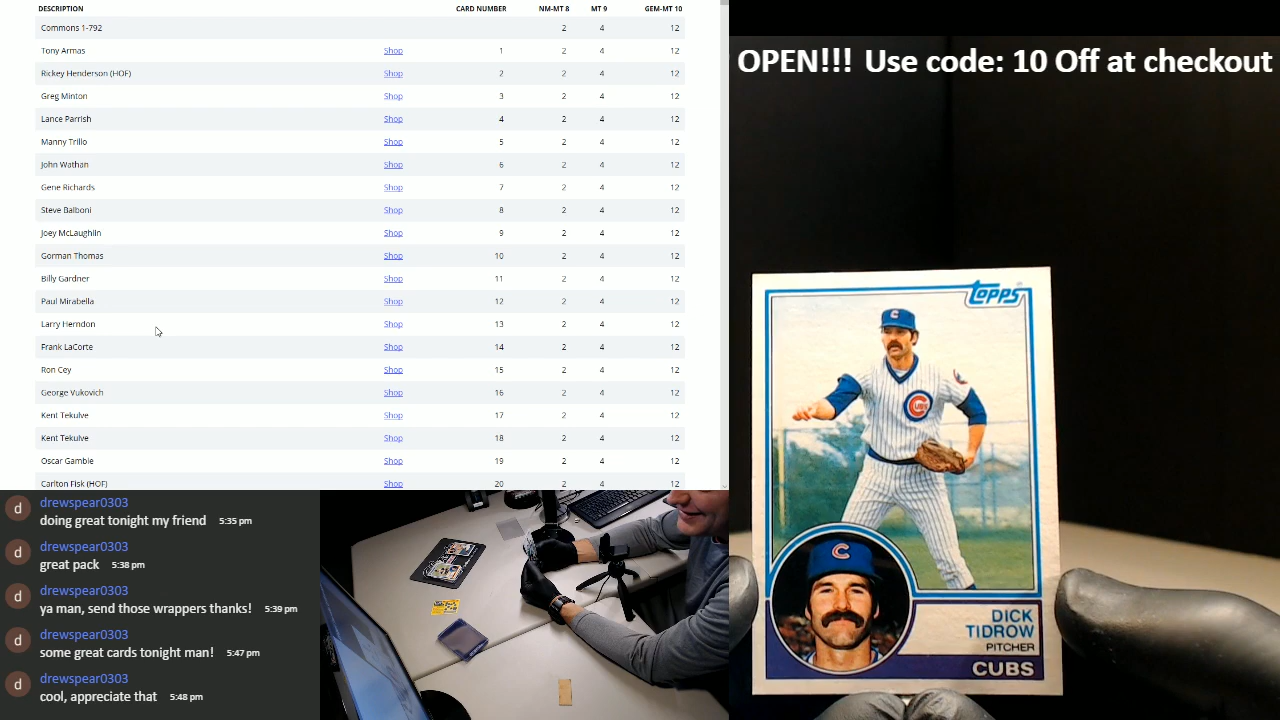 DESCRIPTION CARD NUMBER NM-MT 8 MT 9 GEM-MT 10
Commons 1-792 2 4 12
Tony Armas Shop 1 2 4 12
Rickey Henderson (HOF) Shop 2 2 4 12
Greg Minton Shop 3 2 4 12
Lance Parrish Shop 4 2 4 12
Manny Trillo Shop 5 2 4 12
John Wathan Shop 6 2 4 12
Gene Richards Shop 7 2 4 12
Steve Balboni Shop 8 2 4 12
Joey McLaughlin Shop 9 2 4 12
Gorman Thomas Shop 10 2 4 12
Billy Gardner Shop 11 2 4 12
Paul Mirabella Shop 12 2 4 12
Larry Herndon Shop 13 2 4 12
Frank LaCorte Shop 14 2 4 12
Ron Cey Shop 15 2 4 12
George Vukovich Shop 16 2 4 12
Kent Tekulve Shop 17 2 4 12
Kent Tekulve Shop 18 2 4 12
Oscar Gamble Shop 19 2 4 12
Carlton Fisk (HOF) Shop 20 2 4 12
d drewspear0303
doing great tonight my friend 5:35 pm
d drewspear0303
great pack 5:38 pm
d drewspear0303
ya man, send those wrappers thanks! 5:39 pm
d drewspear0303
some great cards tonight man! 5:47 pm
d drewspear0303
cool, appreciate that 5:48 pm
OPEN!!! Use code: 10 Off at checkout
TOPPS
C
CUBS
C
DICK
TIDROW
PITCHER
CUBS